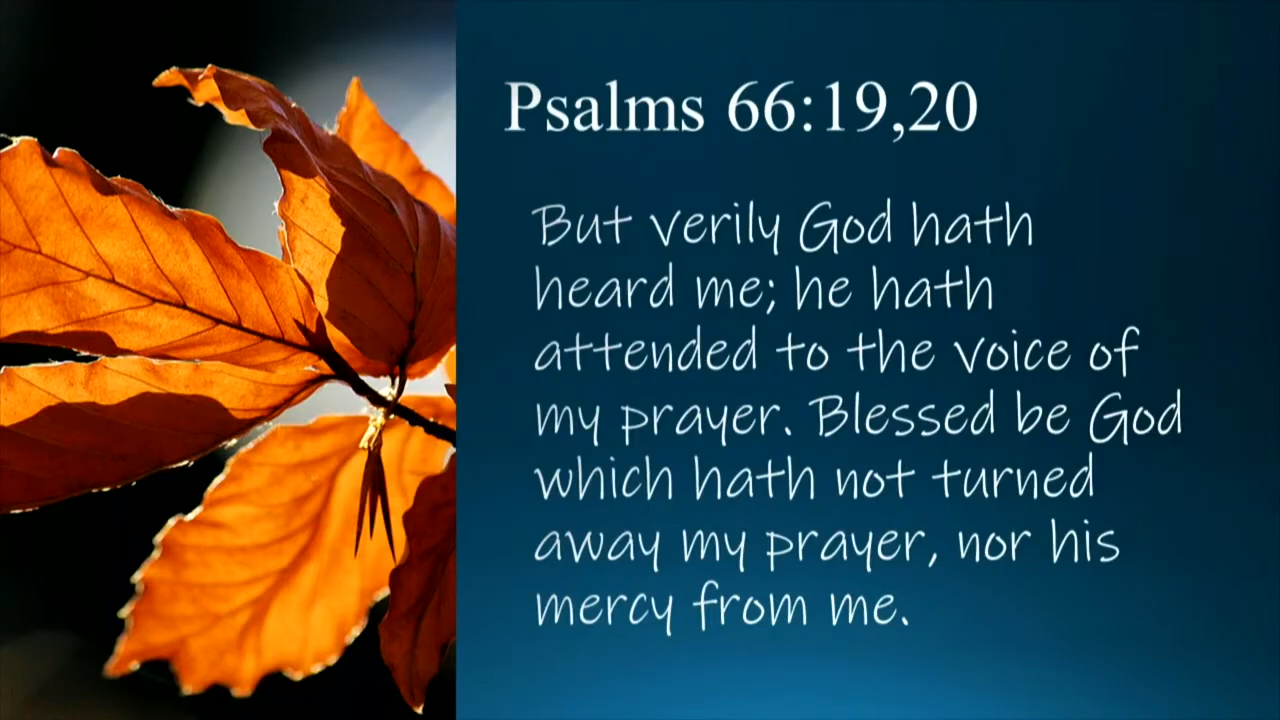 Psalms 66:19,20
But verily God hath
heard me; he hath
attended to the voice of
my prayer. Blessed be God
which hath not turned
away my prayer, nor his
mercy from me.